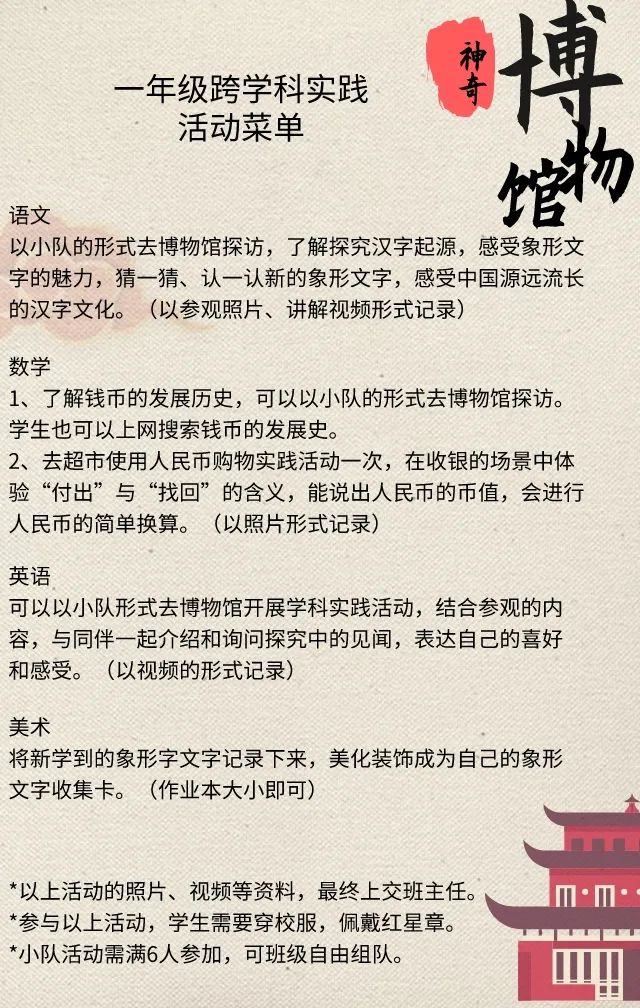 神奇
博物馆
一年级跨学科实践
活动菜单
语文
以小队的形式去博物馆探访，了解探究汉字起源，感受象形文
字的魅力，猜一猜、认一认新的象形文字，感受中国源远流长
的汉字文化。（以参观照片、讲解视频形式记录）
数学
1、了解钱币的发展历史，可以以小队的形式去博物馆探访。
学生也可以上网搜索钱币的发展史。
2、去超市使用人民币购物实践活动一次，在收银的场景中体
验“付出”与“找回”的含义，能说出人民币的币值，会进行
人民币的简单换算。（以照片形式记录）
英语
可以以小队形式去博物馆开展学科实践活动，结合参观的内
容，与同伴一起介绍和询问探究中的见闻，表达自己的喜好
和感受。（以视频的形式记录）
美术
将新学到的象形字文字记录下来，美化装饰成为自己的象形
文字收集卡。（作业本大小即可）
*以上活动的照片、视频等资料，最终上交班主任。
*参与以上活动，学生需要穿校服，佩戴红星章。
*小队活动需满6人参加，可班级自由组队。